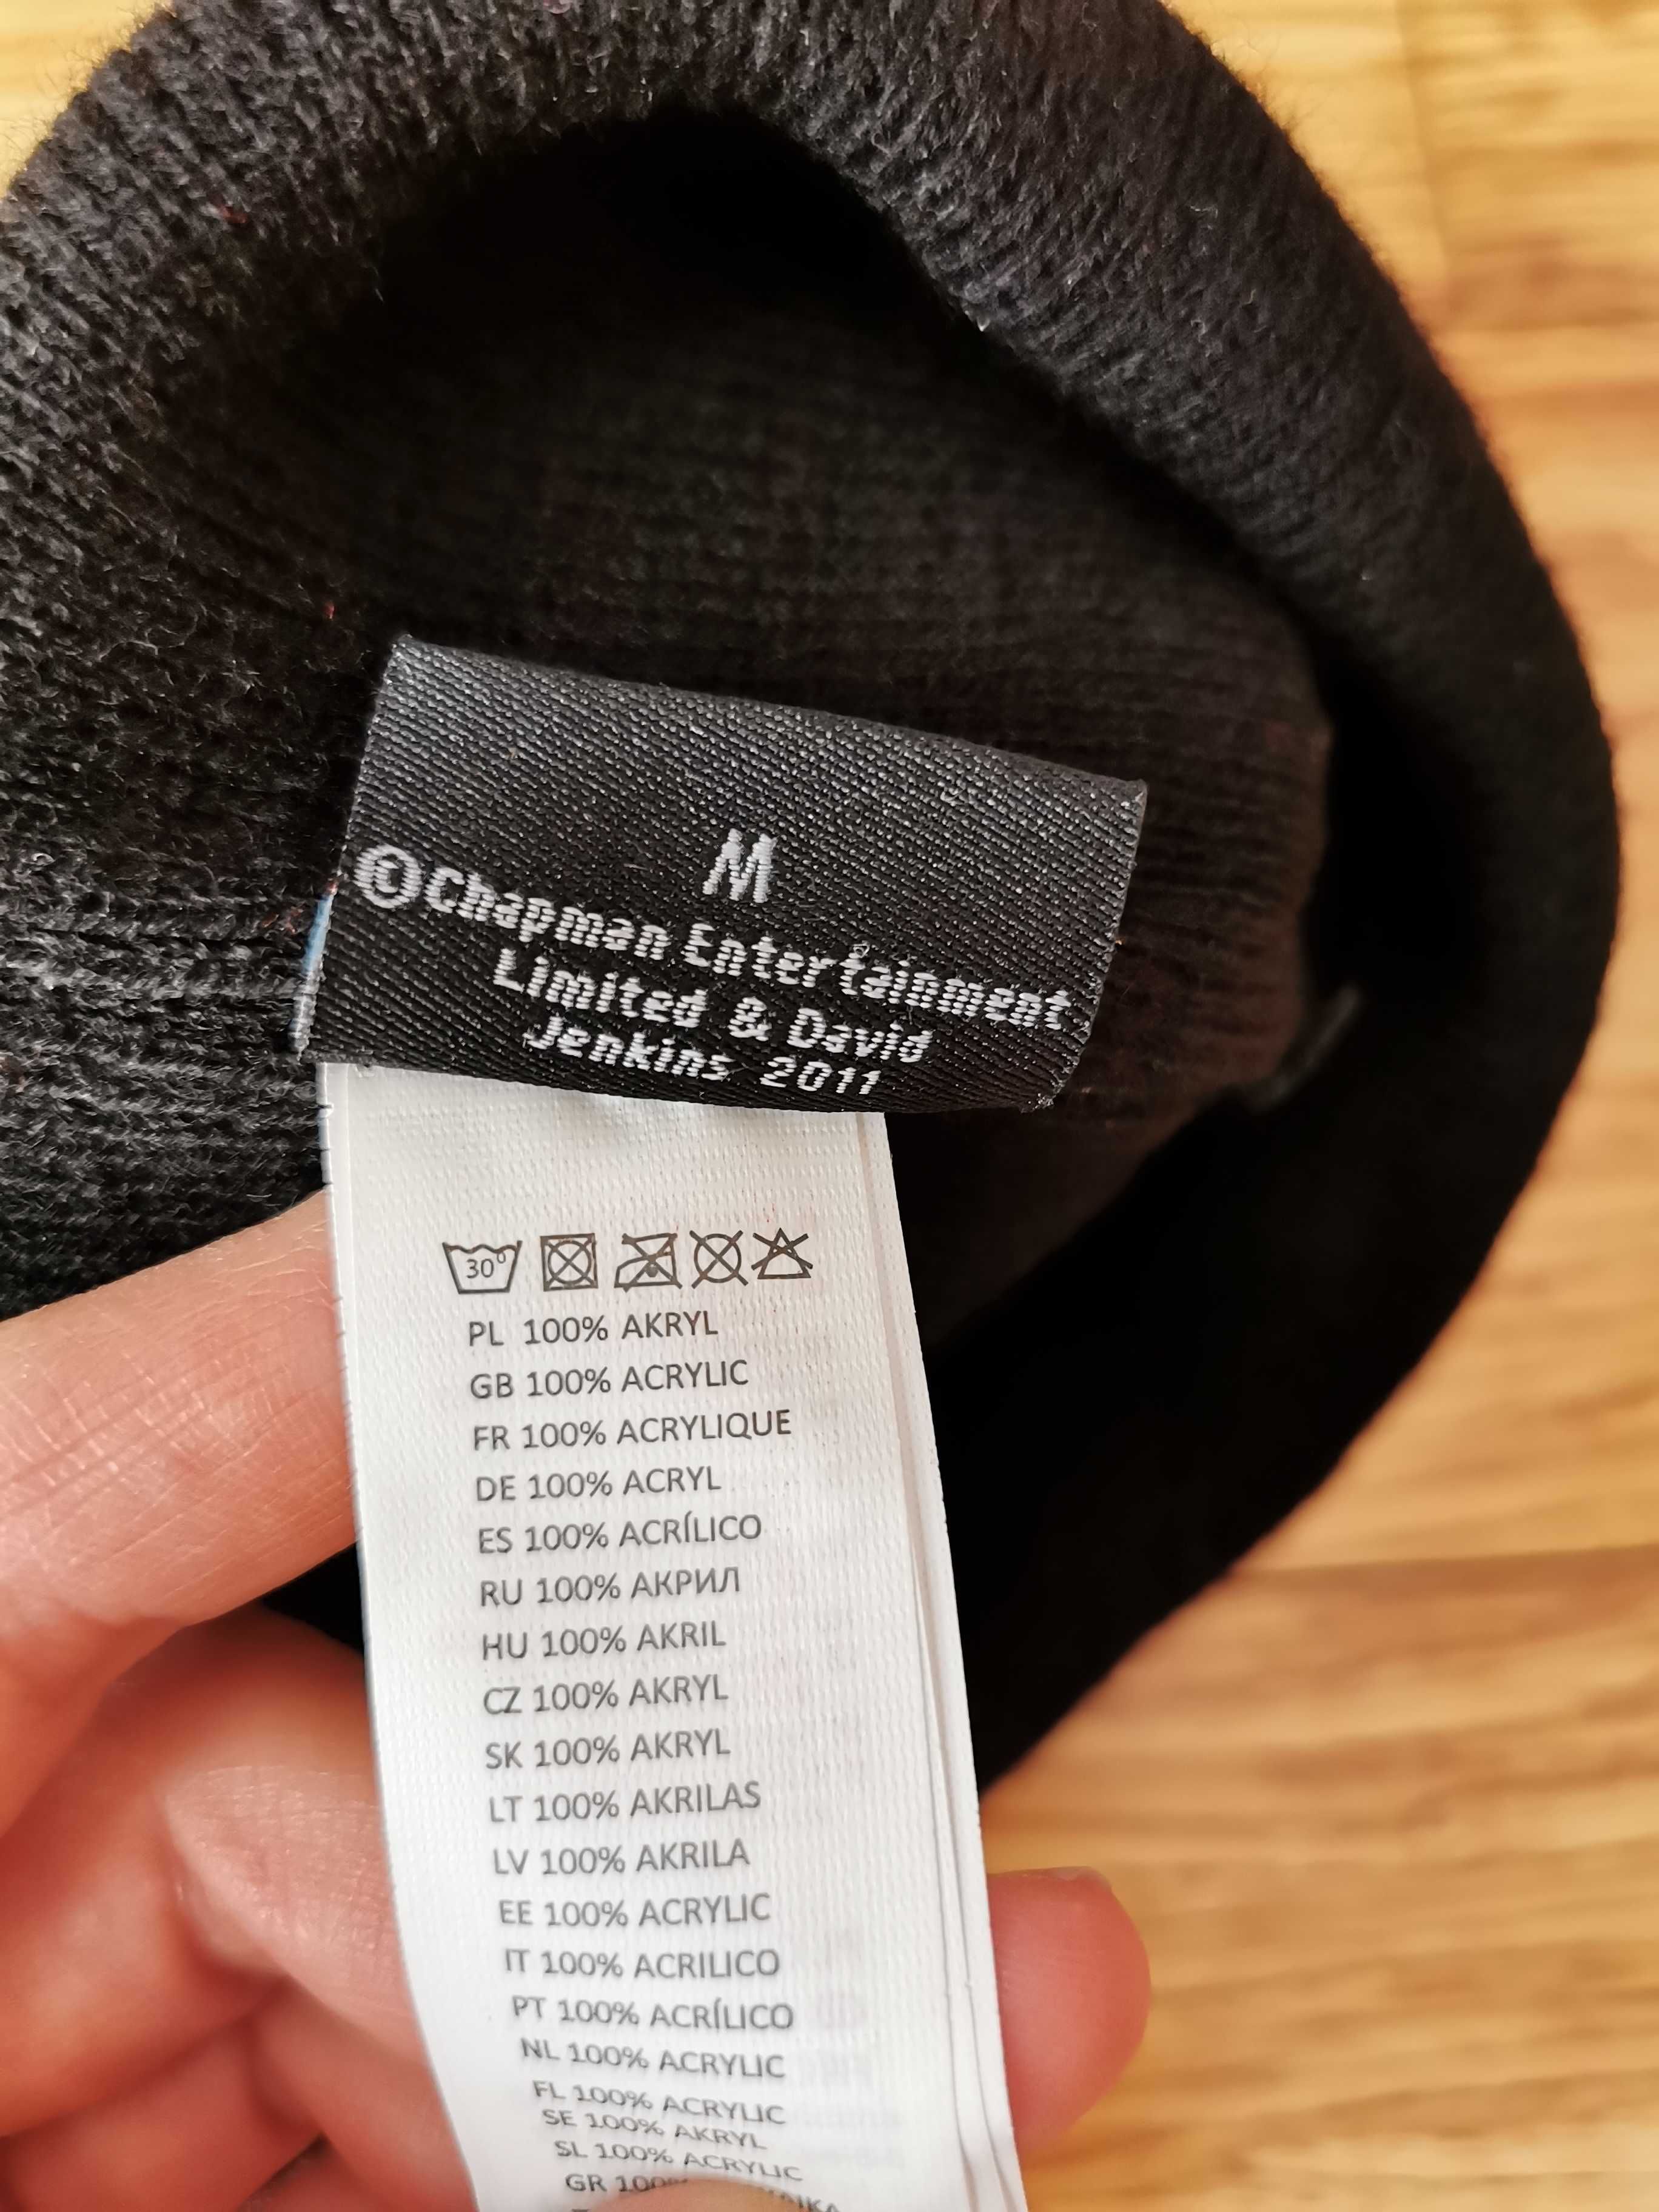 M
©Chapman Entertainment
Limited & David
Jenkins 2011
30°
PL 100% AKRYL
GB 100% ACRYLIC
FR 100% ACRYLIQUE
DE 100% ACRYL
ES 100% ACRÍLICO
RU 100% АКРИЛ
HU 100% AKRIL
CZ 100% AKRYL
SK 100% AKRYL
LT 100% AKRILAS
LV 100% AKRILA
EE 100% ACRYLIC
IT 100% ACRILICO
PT 100% ACRÍLICO
NL 100% ACRYLIC
FL 100% ACRYLIC
SE 100% AKRYL
SL 100% ACRYLIC
GR 100%